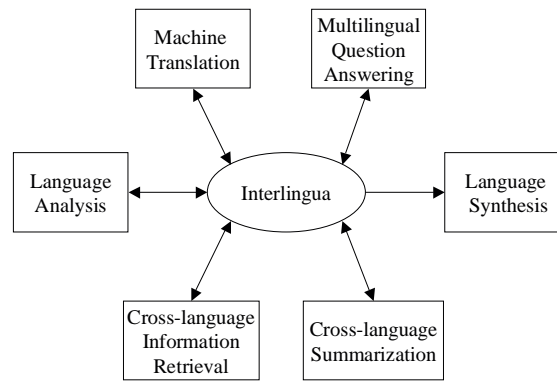 Machine
Translation
Multilingual
Question
Answering
Language
Analysis
Interlingua
Language
Synthesis
Cross-language
Information
Retrieval
Cross-language
Summarization